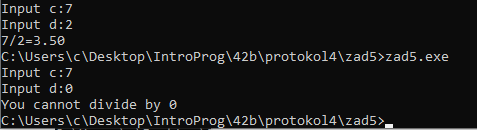 Input c:7
Input d:2
7/2=3.50
C:\Users\c\Desktop\IntroProg\42b\protokol4\zad5>zad5.exe
Input c:7
Input d:0
You cannot divide by 0
C:\Users\c\Desktop\IntroProg\42b\protokol4\zad5>